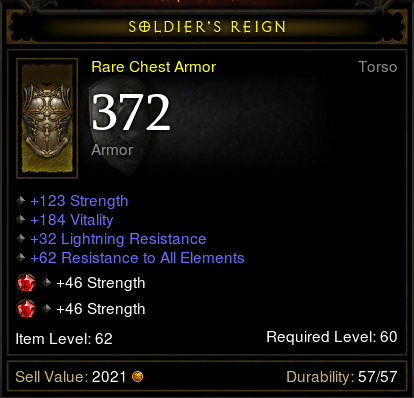 SOLDIER'S REIGN
Rare Chest Armor Torso
372
Armor
+123 Strength
+184 Vitality
+32 Lightning Resistance
+62 Resistance to All Elements
+46 Strength
+46 Strength
Item Level: 62 Required Level: 60
Sell Value: 2021 Durability: 57/57